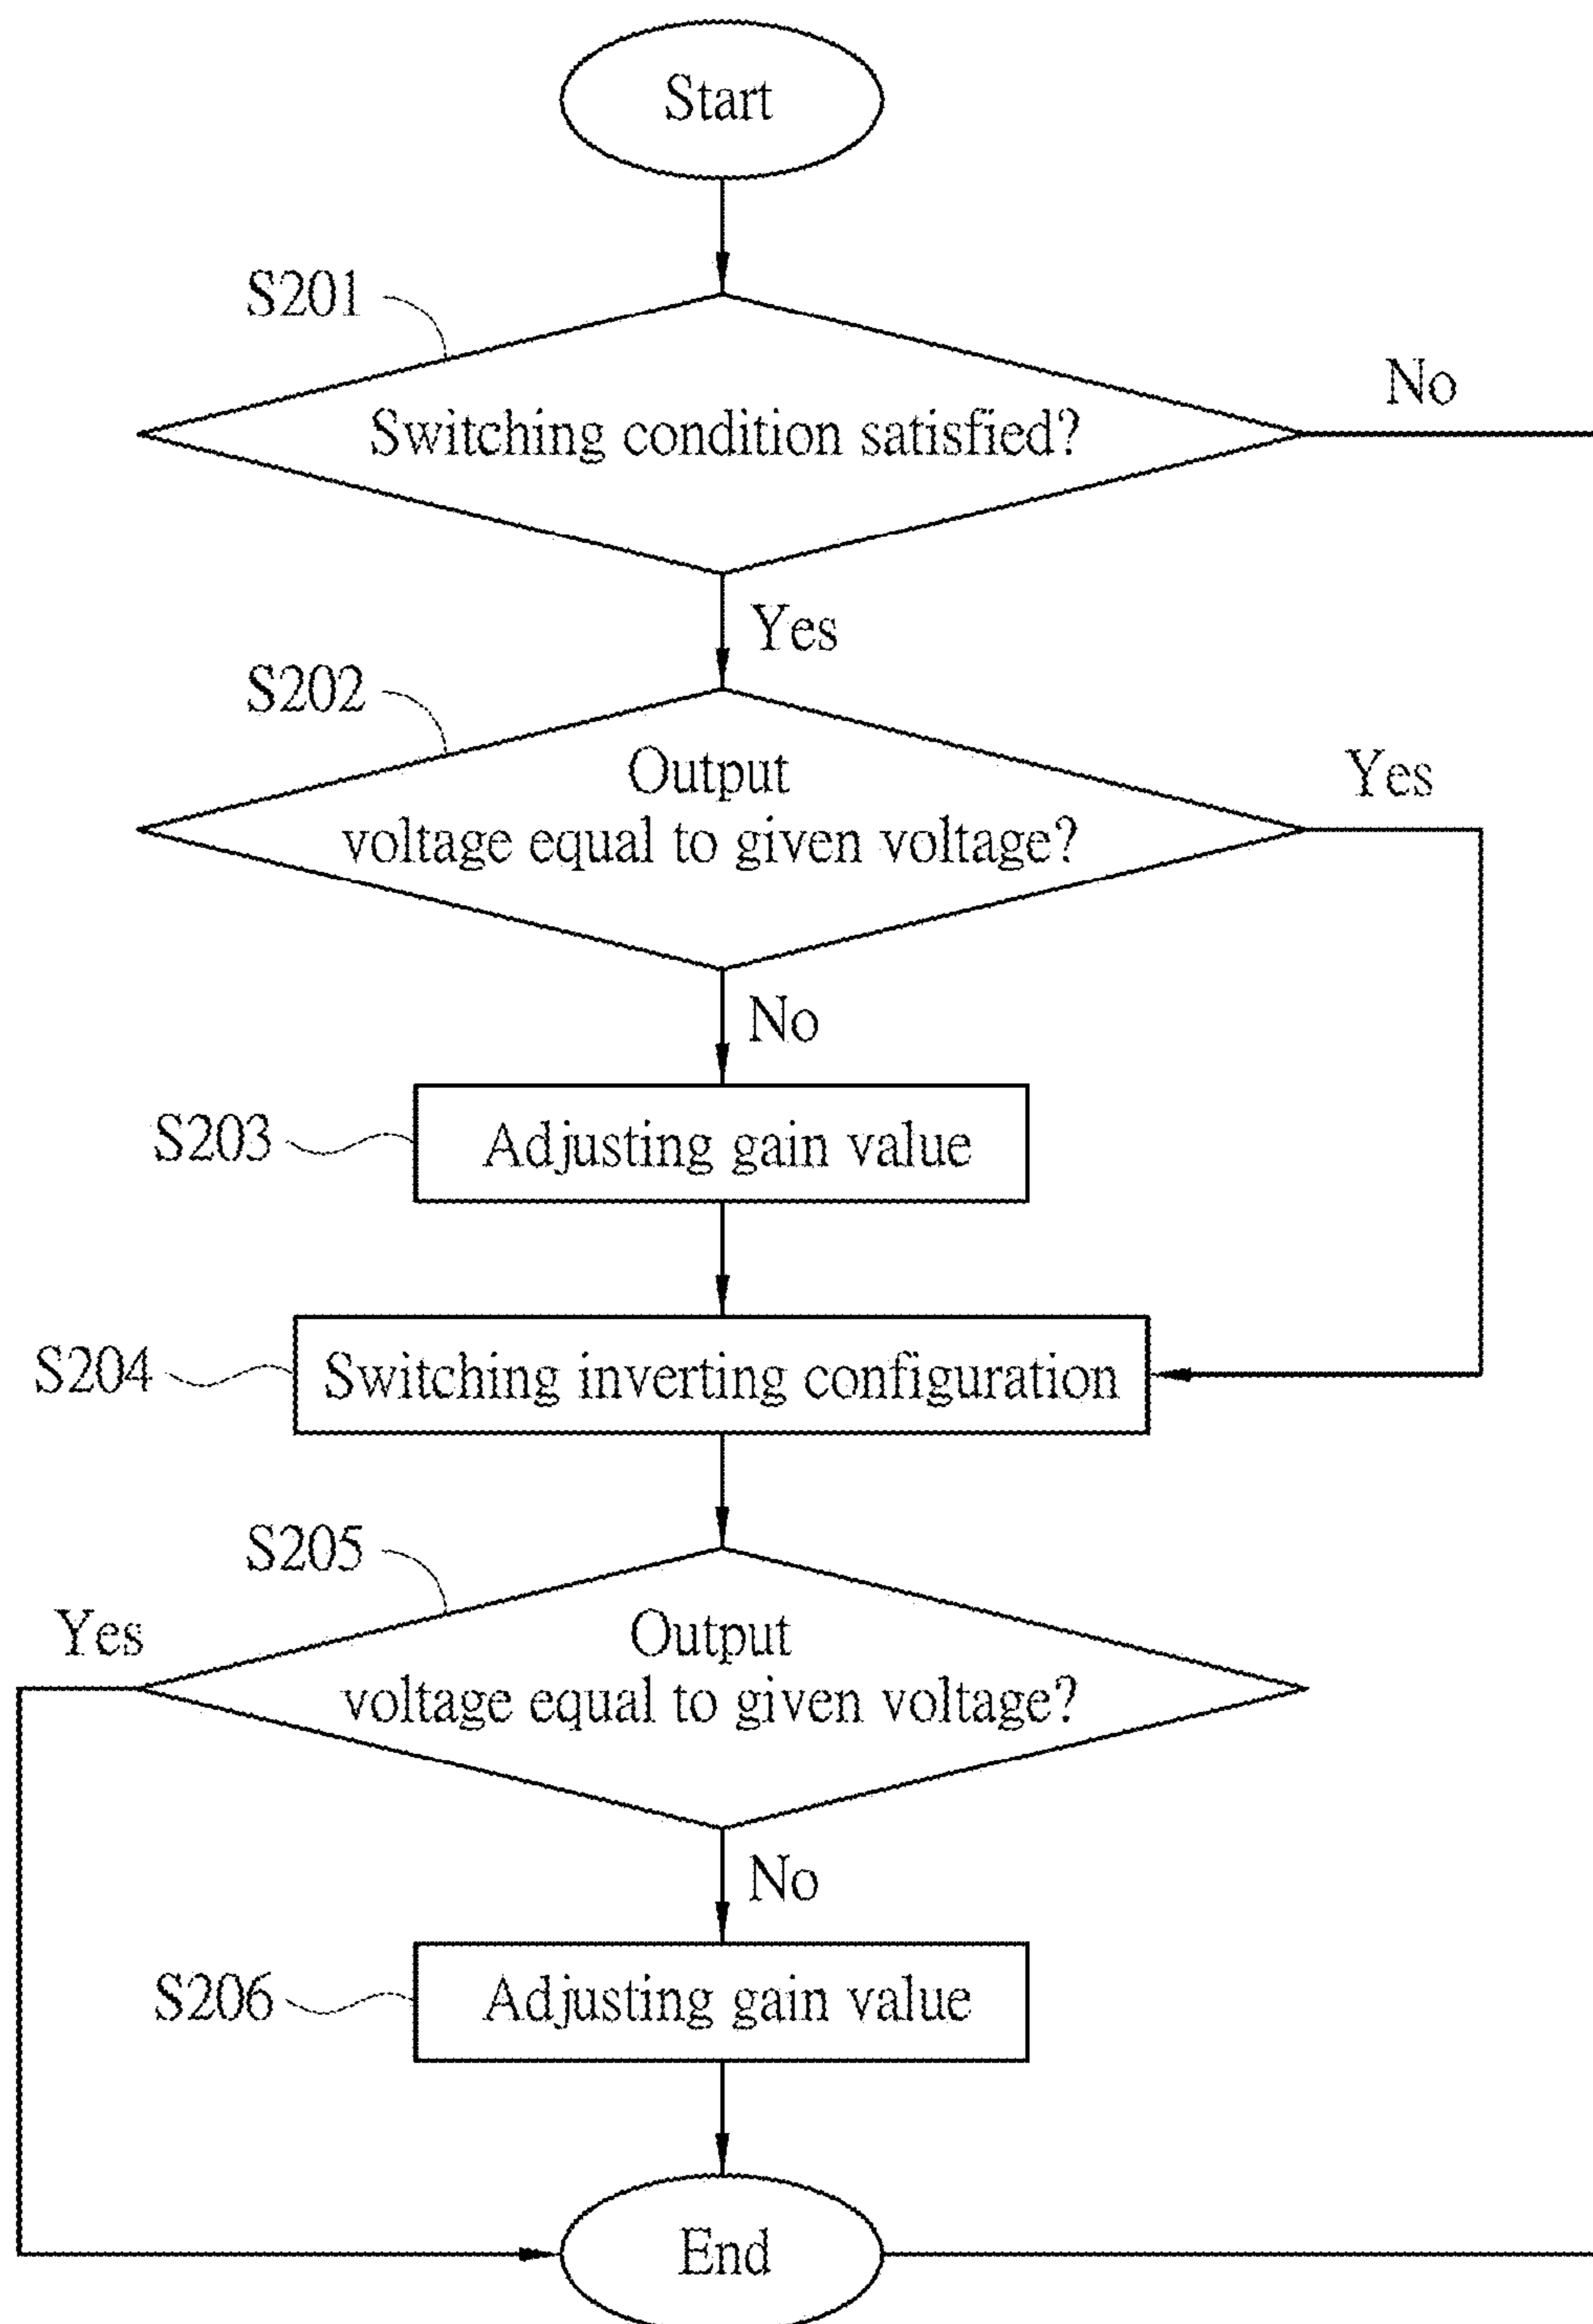 Start
S201
No
Switching condition satisfied?
Yes
S202
Output
Yes
voltage equal to given voltage?
No
S203
Adjusting gain value
S204
Switching inverting configuration
S205
Yes
Output
voltage equal to given voltage?
No
S206
Adjusting gain value
End